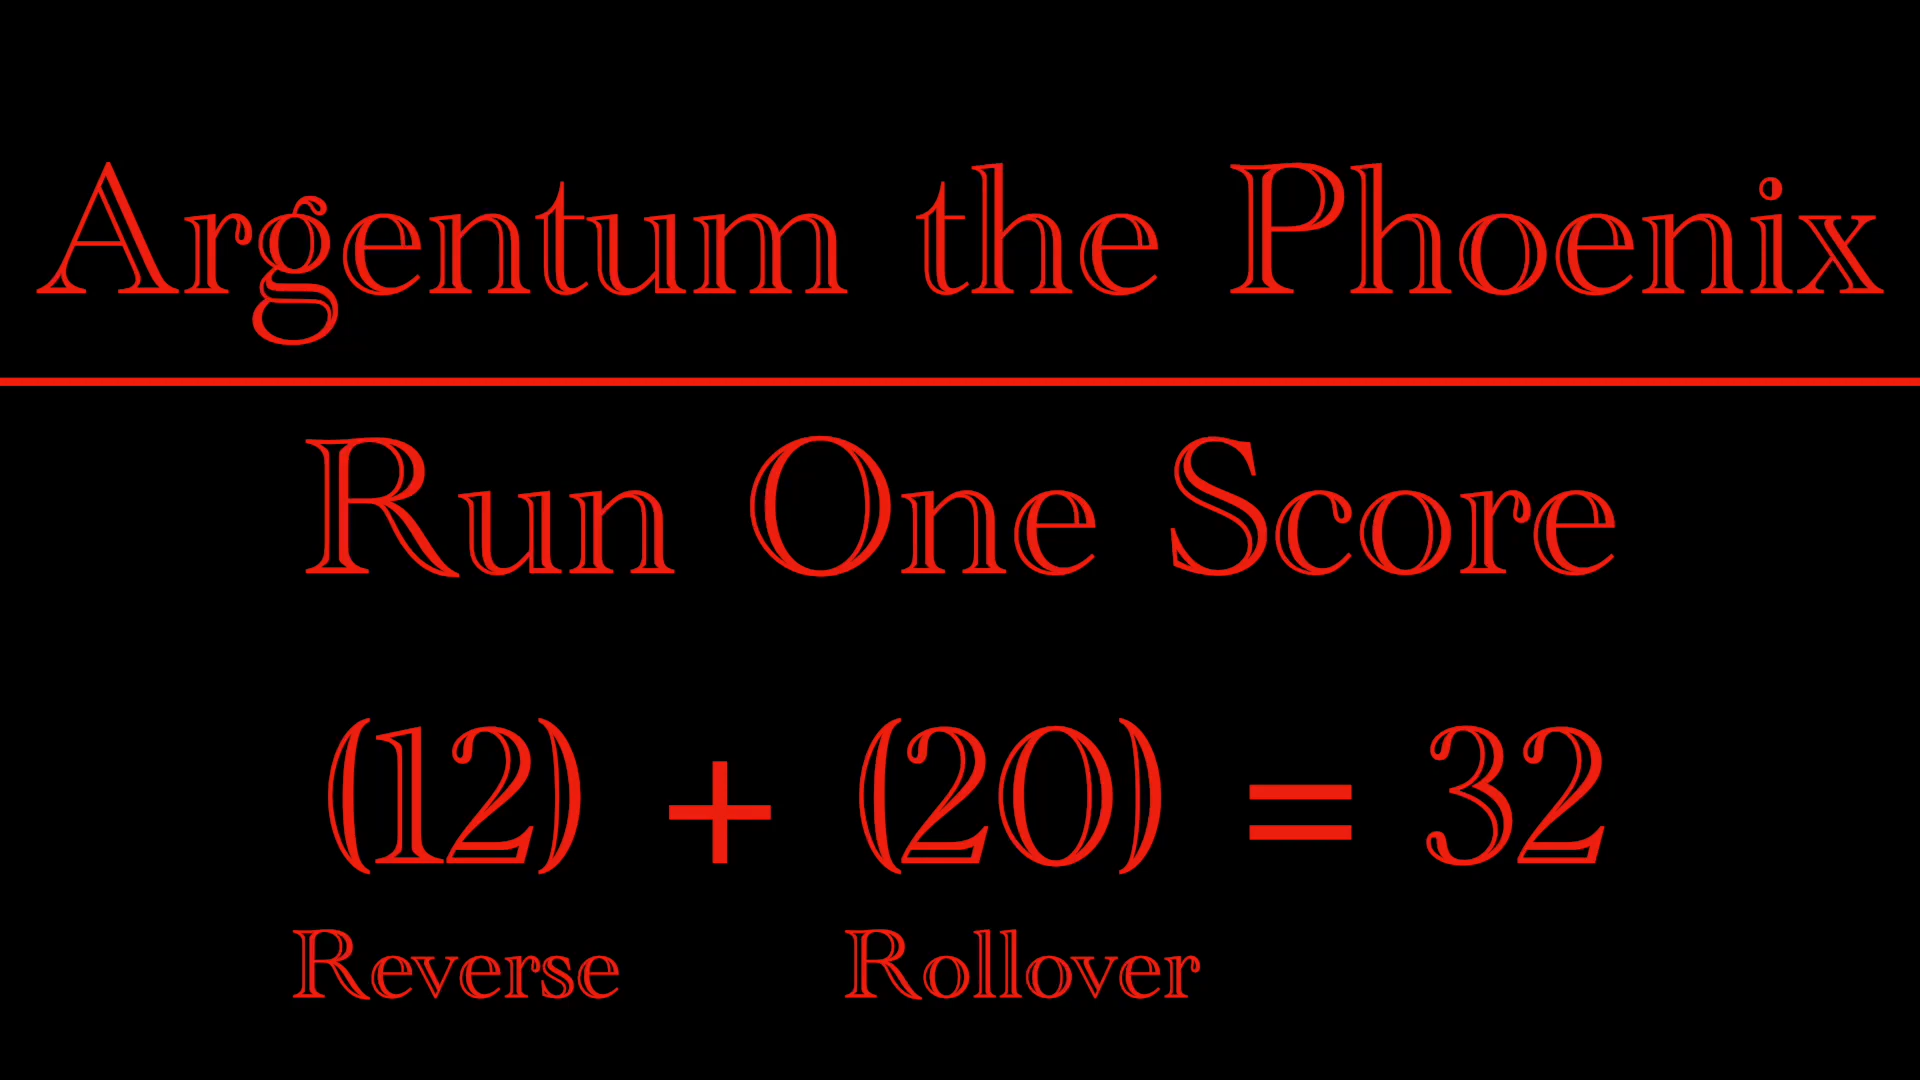 Argentum the Phoenix
Run One Score
(12) + (20) = 32
Reverse Rollover